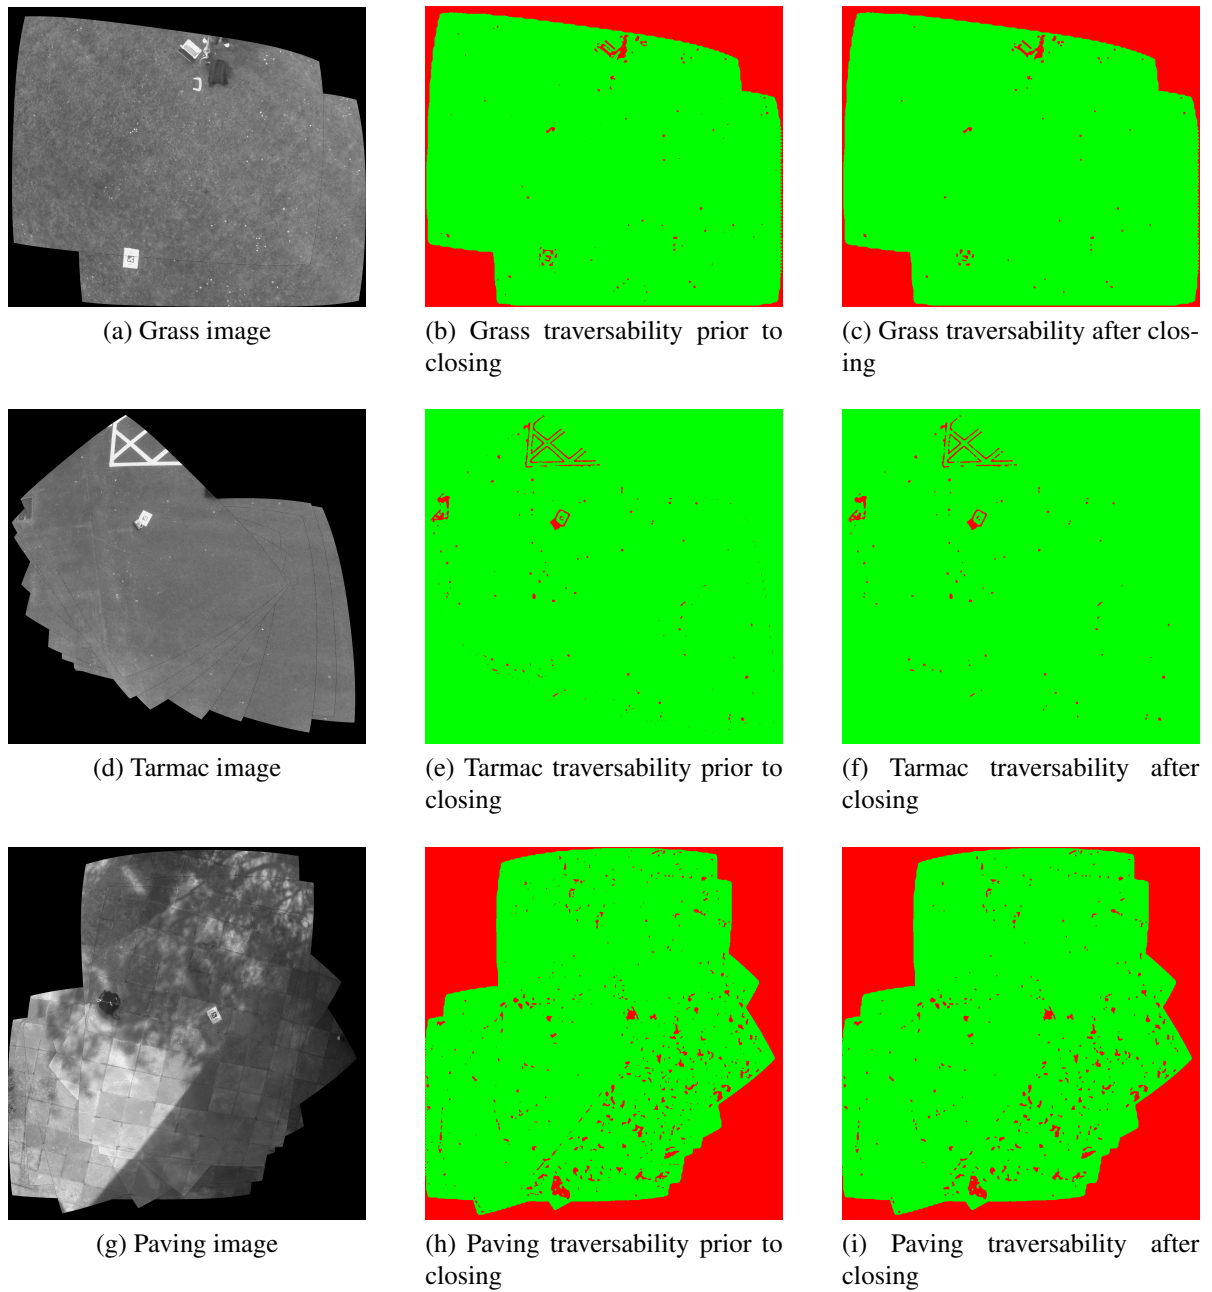 (a) Grass image
(b) Grass traversability prior to
closing
(c) Grass traversability after clos-
ing
(d) Tarmac image
(e) Tarmac traversability prior to
closing
(f) Tarmac traversability after
closing
(g) Paving image
(h) Paving traversability prior to
closing
(i) Paving traversability after
closing